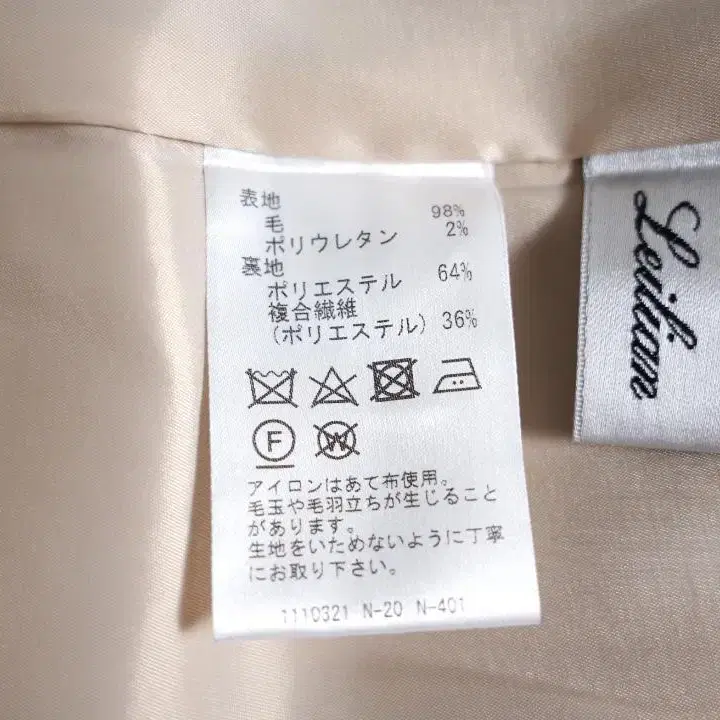 表地
毛 98%
ポリウレタン 2%
裏地
ポリエステル 64%
複合繊維
(ポリエステル) 36%
F
W
アイロンはあて布使用。
毛玉や毛羽立ちが生じること
があります。
生地をいためないように丁寧
にお取り下さい。
1110321 N-20 N-401
Leilian